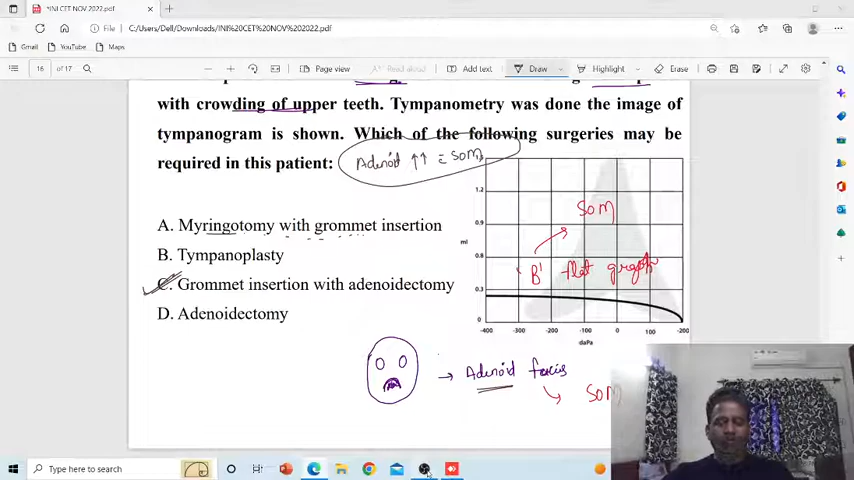 *INI CET NOV 2022.pdf
File
C:/Users/Dell/Downloads/INI%20CET%20NOV%202022.pdf
Gmail
YouTube
Maps
16 of 17
Page view
Read aloud
Add text
Draw
Highlight
Erase
with crowding of upper teeth. Tympanometry was done the image of
tympanogram is shown. Which of the following surgeries may be
required in this patient:
Adenoid ↑↑ = SOM
A. Myringotomy with grommet insertion
B. Tympanoplasty
C. Grommet insertion with adenoidectomy
D. Adenoidectomy
1.2
0.9
ml
0.6
0.3
0
-400 -300 -200 -100 0 100 -200
daPa
SOM
'B' flat graph
→ Adenoid facis
SOM
Type here to search